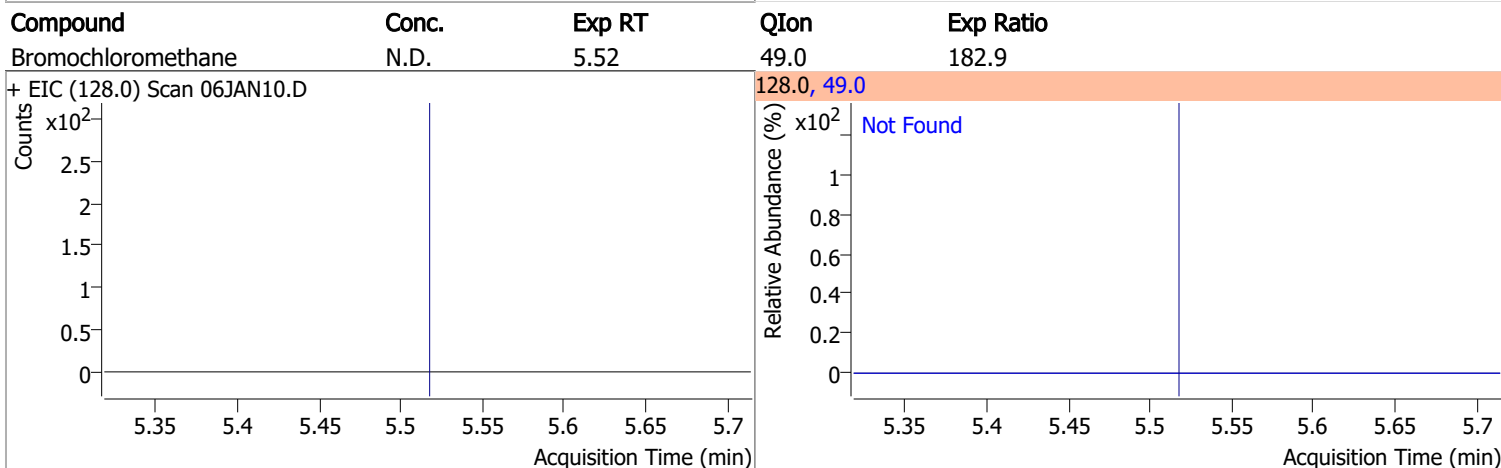 Compound Conc. Exp RT QIon Exp Ratio
Bromochloromethane N.D. 5.52 49.0 182.9
+ EIC (128.0) Scan 06JAN10.D
Counts
x10²
2.5
2
1.5
1
0.5
0
5.35 5.4 5.45 5.5 5.55 5.6 5.65 5.7
Acquisition Time (min)
128.0, 49.0
Relative Abundance (%)
x10²
Not Found
1
0.8
0.6
0.4
0.2
0
5.35 5.4 5.45 5.5 5.55 5.6 5.65 5.7
Acquisition Time (min)